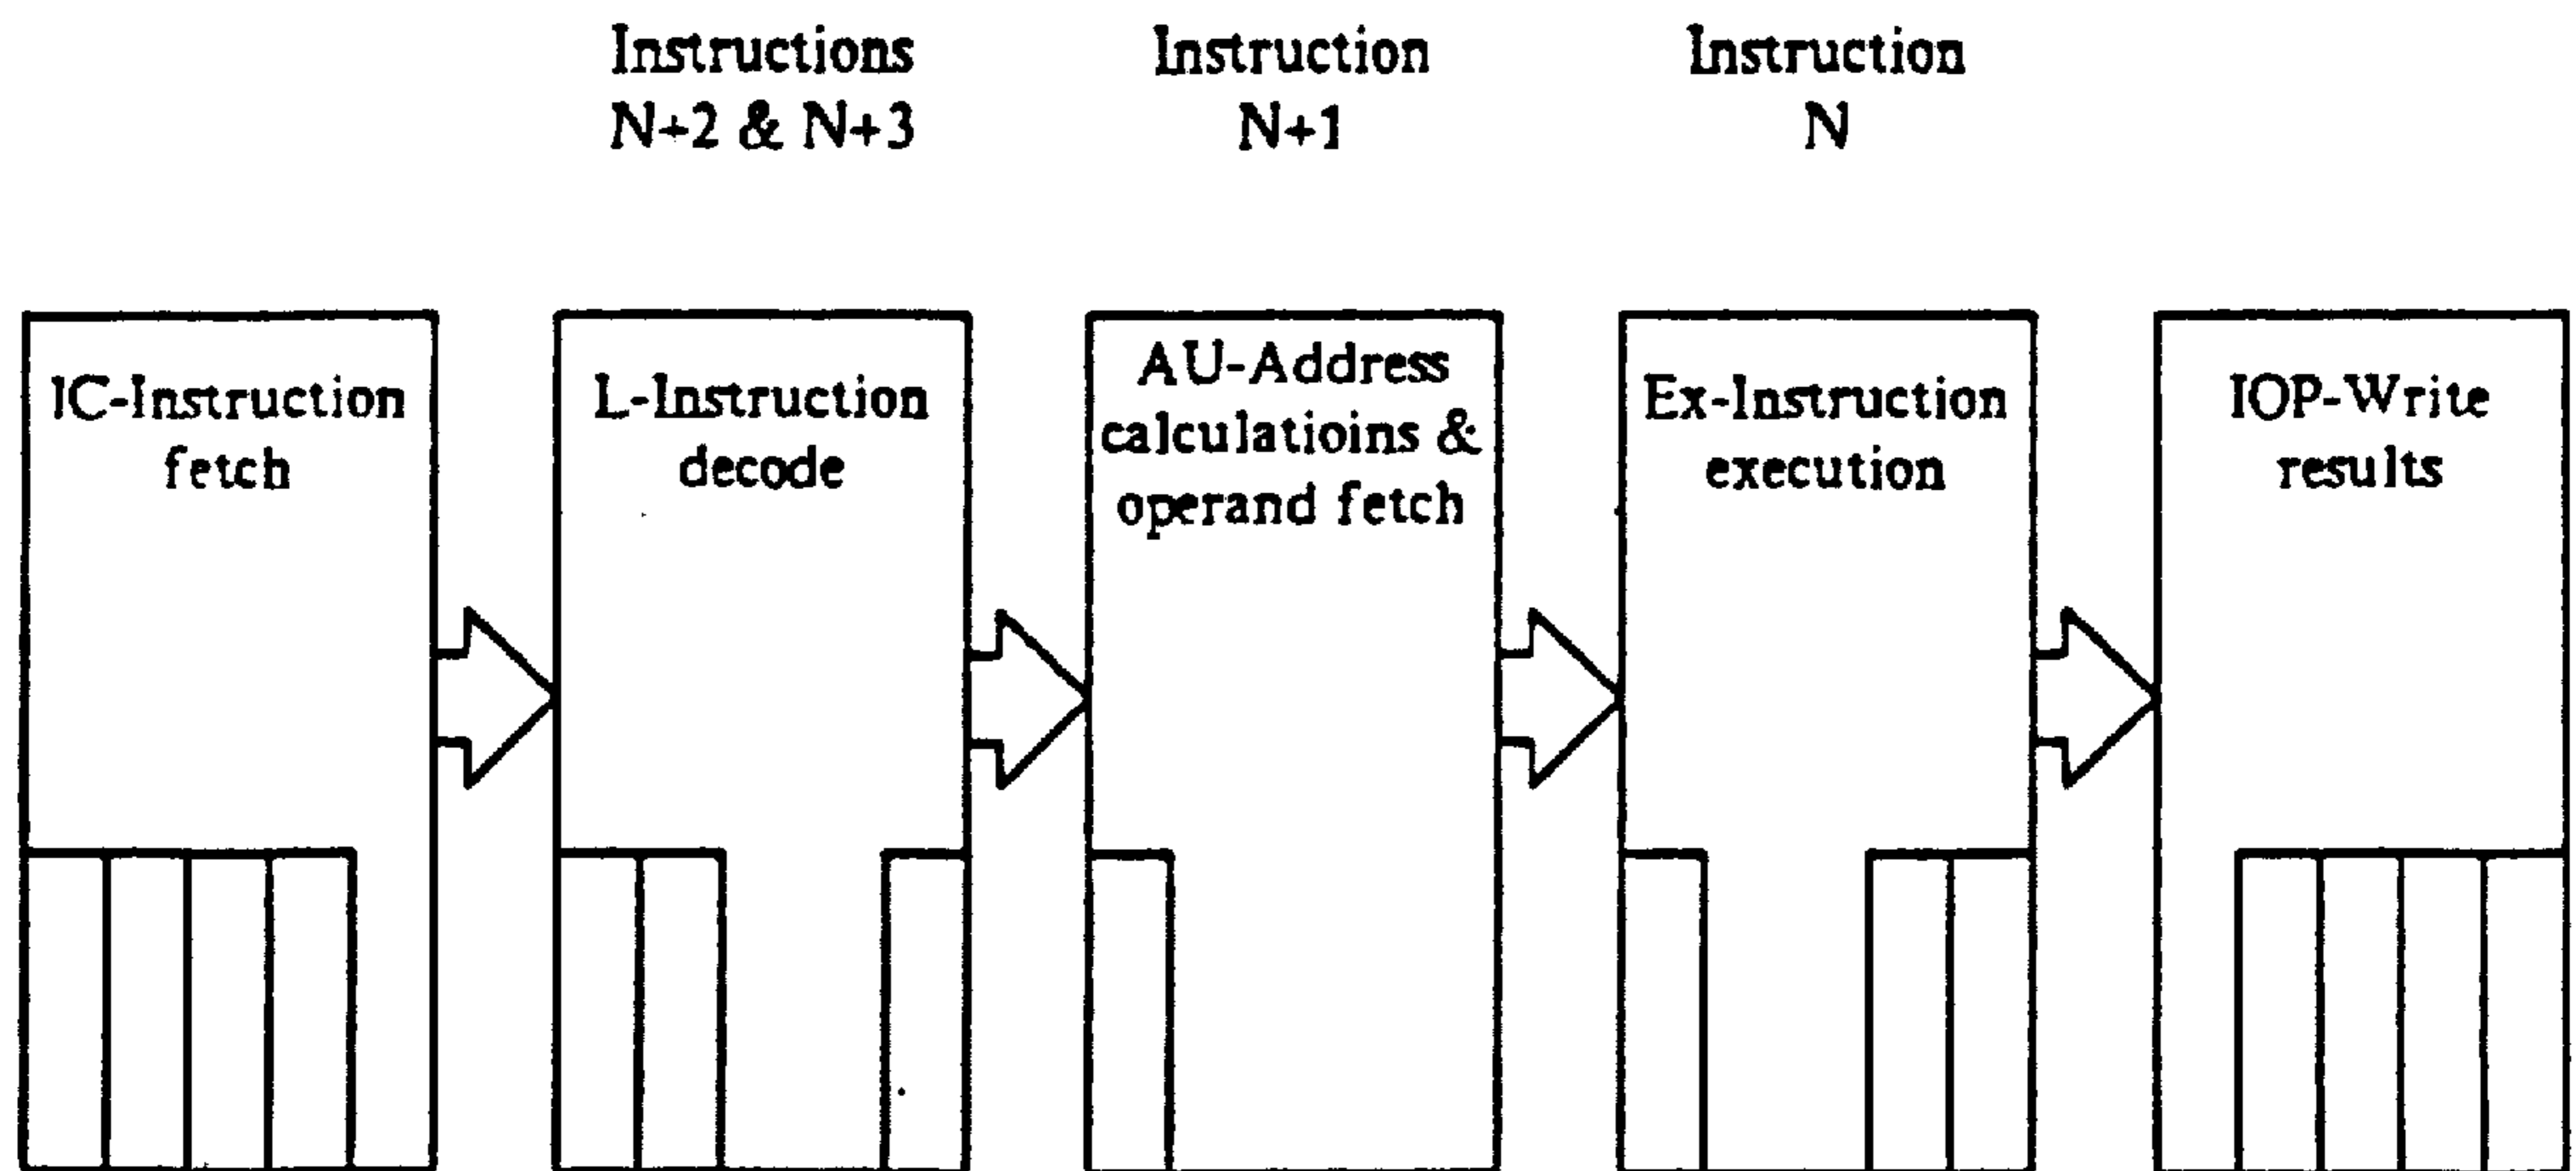 Instructions
N+2 & N+3
Instruction
N+1
Instruction
N
IC-Instruction
fetch
L-Instruction
decode
AU-Address
calculatioins &
operand fetch
Ex-Instruction
execution
IOP-Write
results